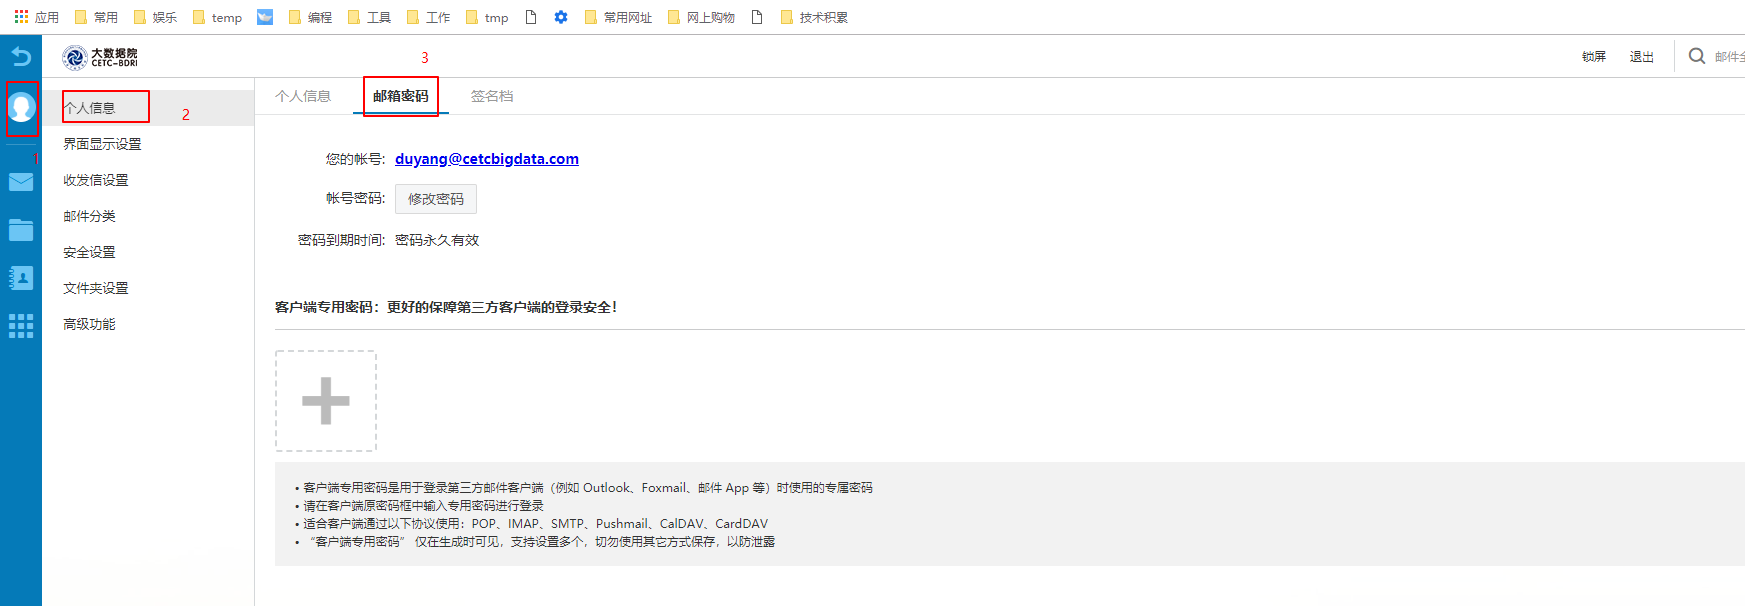 应用 常用 娱乐 temp 编程 工具 工作 tmp 常用网址 网上购物 技术积累
大数据院
CETC-BDRI
锁屏 退出 邮件全
3
个人信息 邮箱密码 签名档
个人信息
2
界面显示设置
1
收发信设置
邮件分类
安全设置
文件夹设置
高级功能
您的帐号: duyang@cetcbigdata.com
帐号密码: 修改密码
密码到期时间: 密码永久有效
客户端专用密码：更好的保障第三方客户端的登录安全！
• 客户端专用密码是用于登录第三方邮件客户端（例如 Outlook、Foxmail、邮件 App 等）时使用的专属密码
• 请在客户端原密码框中输入专用密码进行登录
• 适合客户端通过以下协议使用：POP、IMAP、SMTP、Pushmail、CalDAV、CardDAV
• “客户端专用密码” 仅在生成时可见，支持设置多个，切勿使用其它方式保存，以防泄露